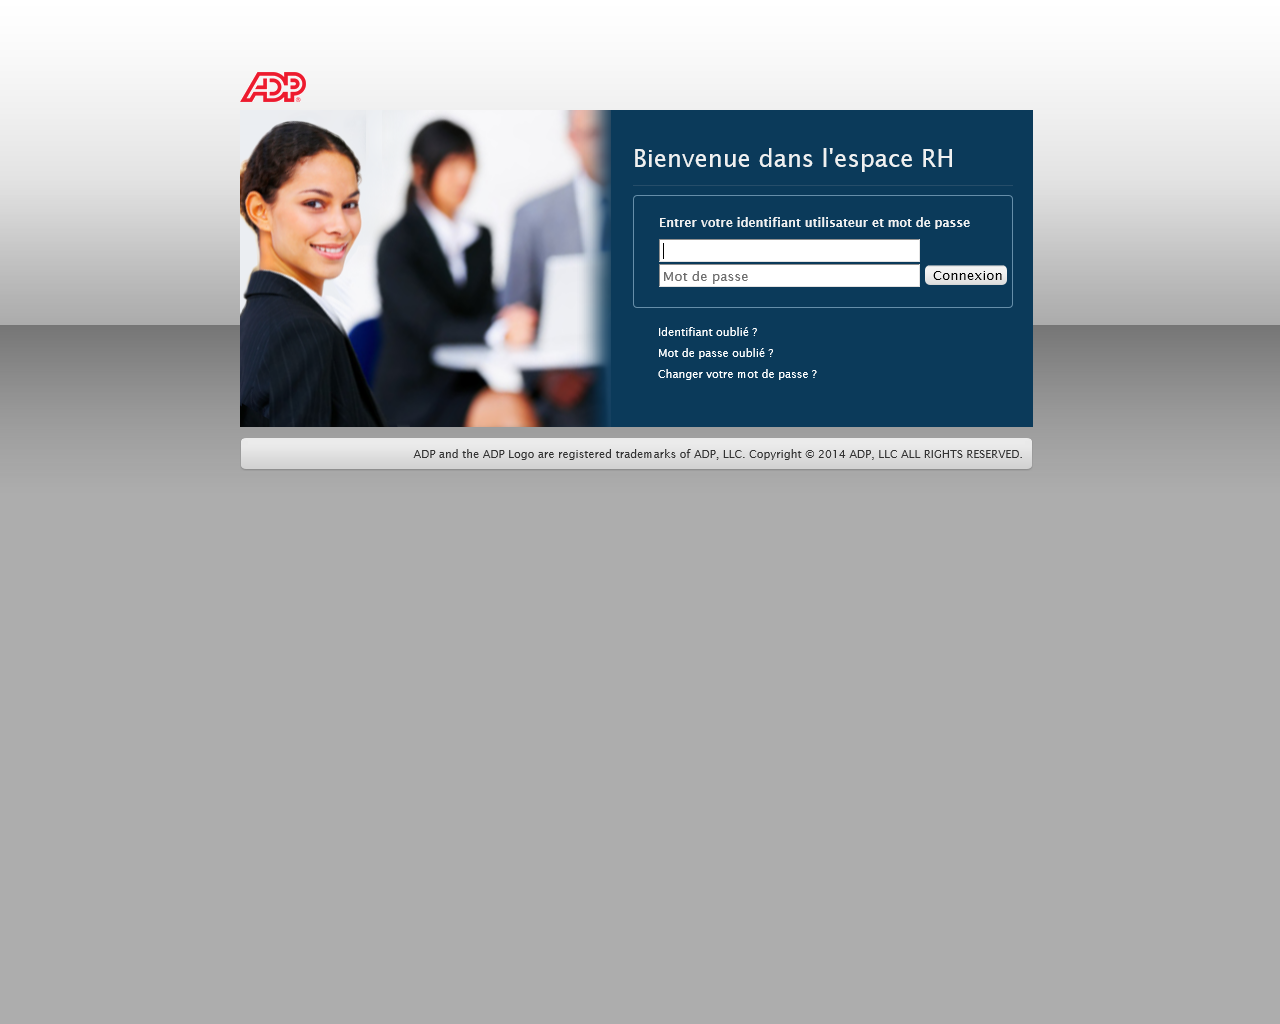 ADP
Bienvenue dans l'espace RH
Entrer votre identifiant utilisateur et mot de passe
Mot de passe
Connexion
Identifiant oublié ?
Mot de passe oublié ?
Changer votre mot de passe ?
ADP and the ADP Logo are registered trademarks of ADP, LLC. Copyright © 2014 ADP, LLC ALL RIGHTS RESERVED.